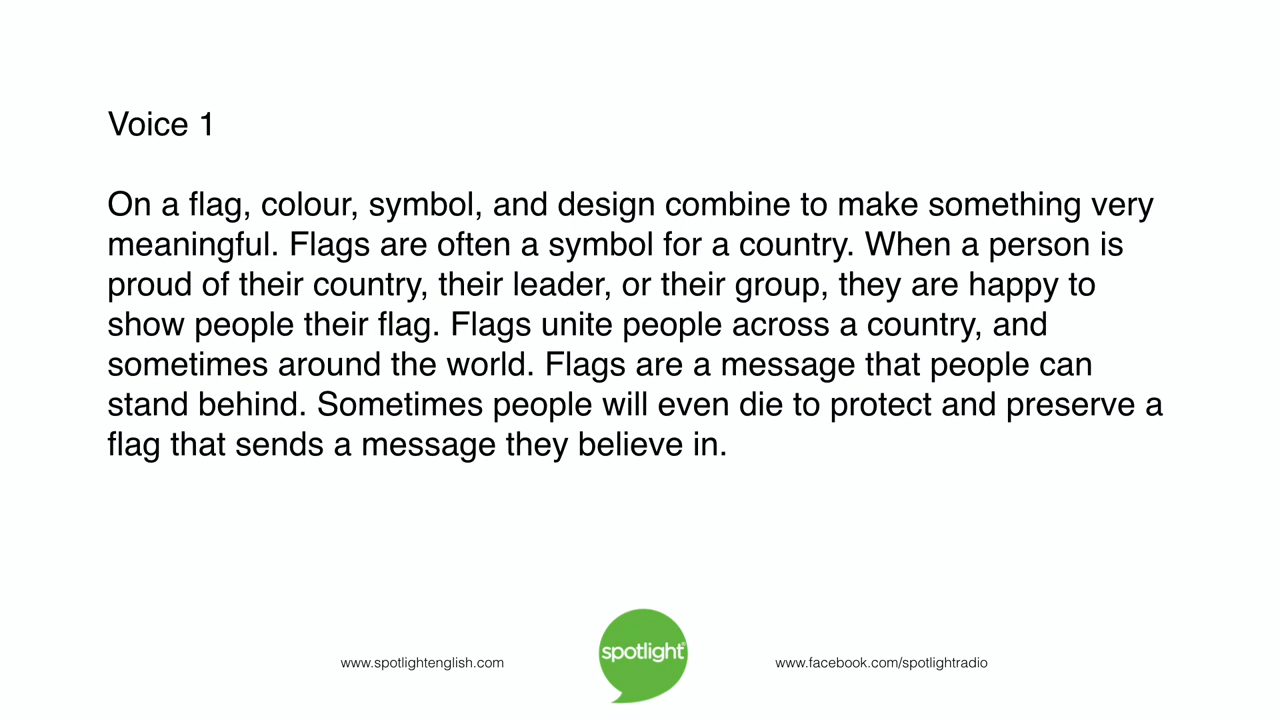 Voice 1
On a flag, colour, symbol, and design combine to make something very
meaningful. Flags are often a symbol for a country. When a person is
proud of their country, their leader, or their group, they are happy to
show people their flag. Flags unite people across a country, and
sometimes around the world. Flags are a message that people can
stand behind. Sometimes people will even die to protect and preserve a
flag that sends a message they believe in.
www.spotlightenglish.com
spotlight®
www.facebook.com/spotlightradio